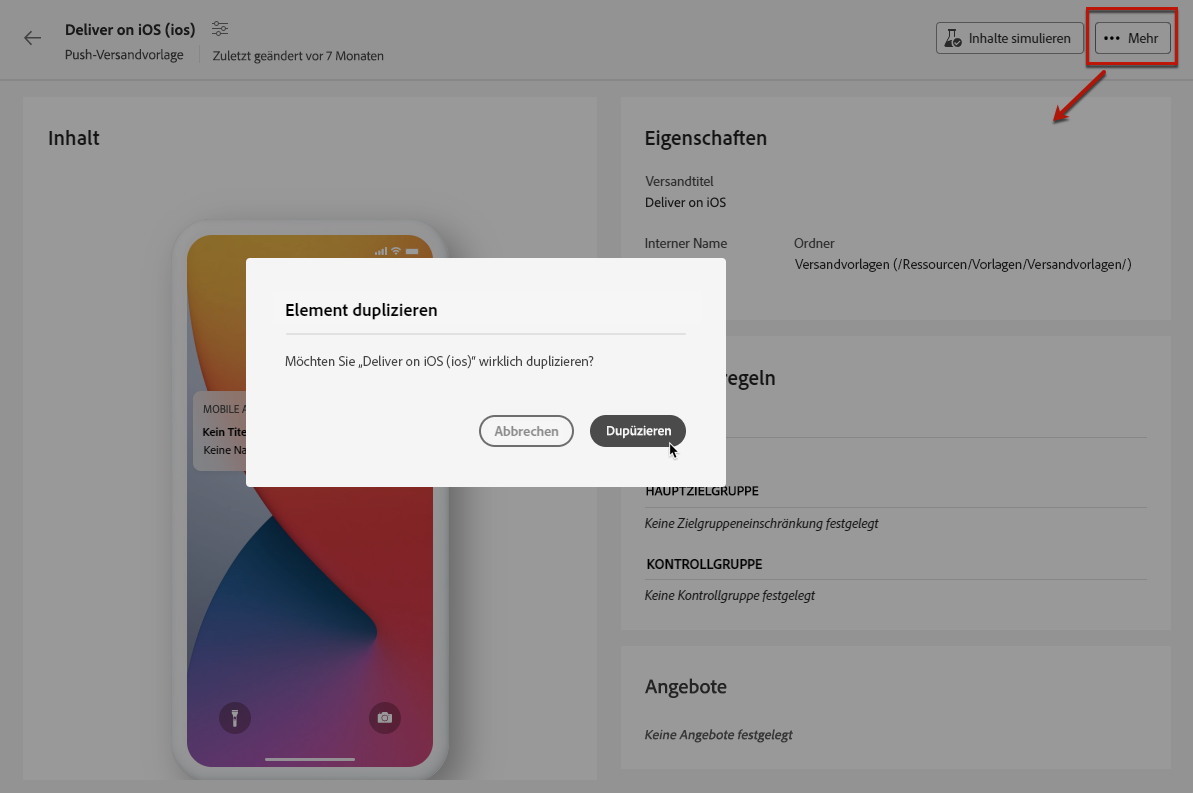 Deliver on iOS (ios)
Push-Versandvorlage
Zuletzt geändert vor 7 Monaten
Inhalte simulieren
Mehr
Inhalt
MOBILE A
Kein Tite
Keine Na
Eigenschaften
Versandtitel
Deliver on iOS
Interner Name
Ordner
Versandvorlagen (/Ressourcen/Vorlagen/Versandvorlagen/)
Element duplizieren
Möchten Sie „Deliver on iOS (ios)“ wirklich duplizieren?
Abbrechen
Dupüzieren
regeln
HAUPTZIELGRUPPE
Keine Zielgruppeneinschränkung festgelegt
KONTROLLGRUPPE
Keine Kontrollgruppe festgelegt
Angebote
Keine Angebote festgelegt